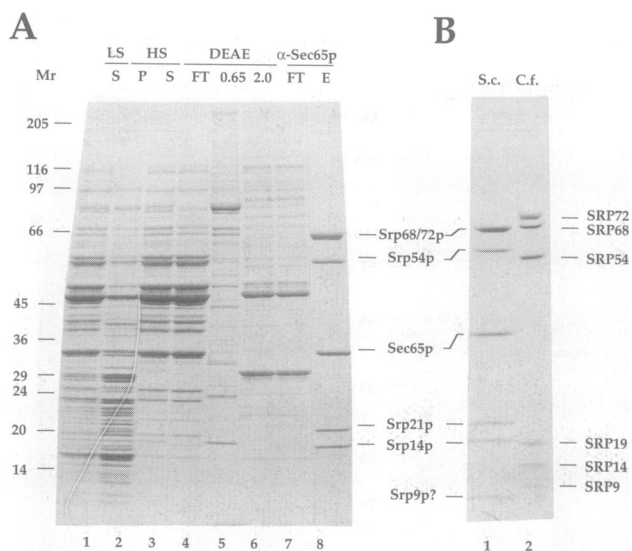 A
B
LS HS DEAE α-Sec65p
Mr S P S FT 0.65 2.0 FT E
S.c. C.f.
205
116
97
66
45
36
29
24
20
14
Srp68/72p
Srp54p
Sec65p
Srp21p
Srp14p
Srp9p?
SRP72
SRP68
SRP54
SRP19
SRP14
SRP9
1 2 3 4 5 6 7 8
1 2